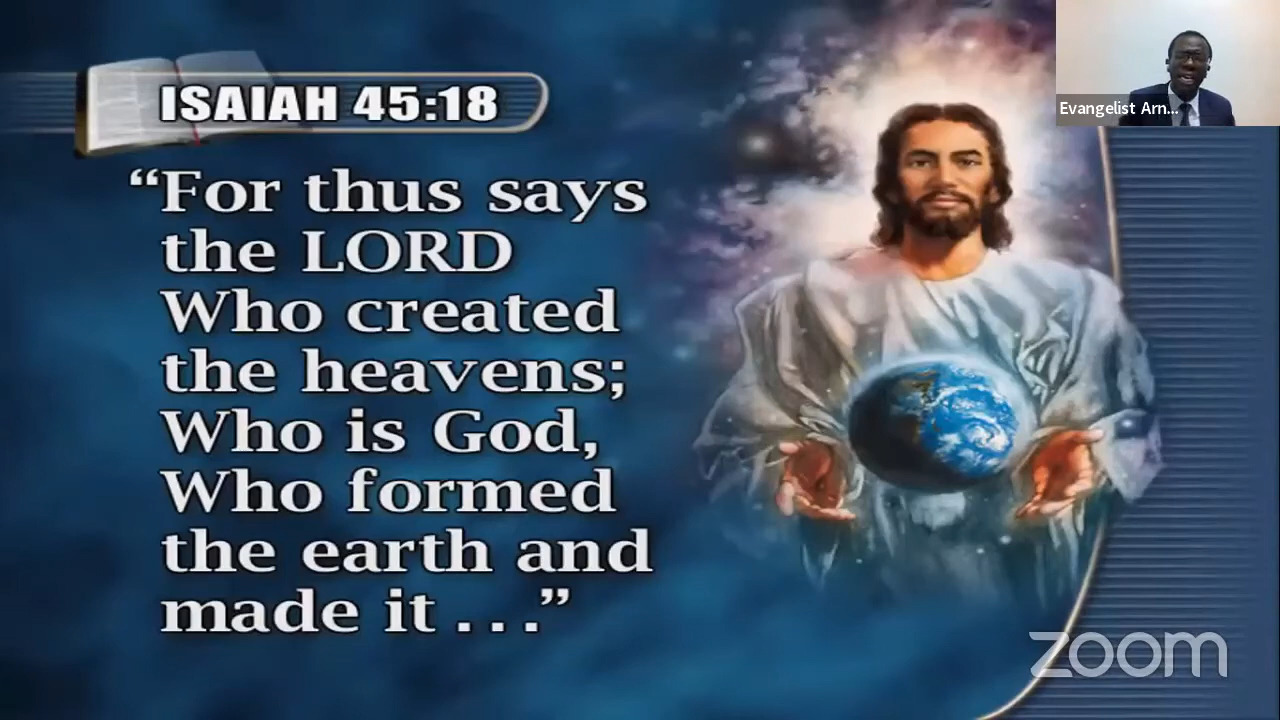 ISAIAH 45:18
“For thus says
the LORD
Who created
the heavens;
Who is God,
Who formed
the earth and
made it . . .”
Evangelist Arn...
zoom